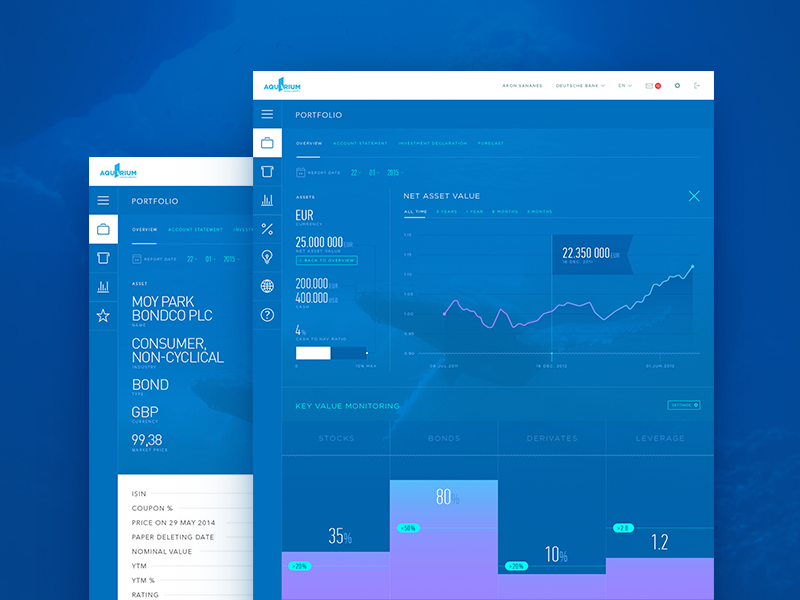 AQUARIUM
PORTFOLIO
OVERVIEW
ACCOUNT STATEMENT
REPORT DATE 22 01 2015
ASSET
MOY PARK
BONDCO PLC
NAME
CONSUMER,
NON-CYCLICAL
INDUSTRY
BOND
TYPE
GBP
CURRENCY
99,38
MARKET PRICE
ISIN
COUPON %
PRICE ON 29 MAY 2014
PAPER DELETING DATE
NOMINAL VALUE
YTM
YTM %
RATING
AQUARIUM
ARON SANANES DEUTSCHE BANK EN
PORTFOLIO
OVERVIEW ACCOUNT STATEMENT INVESTMENT DECLARATION FORECAST
REPORT DATE 22 01 2015
ASSETS
EUR
CURRENCY
25.000 000 EUR
NET ASSET VALUE
BACK TO OVERVIEW
200.000 EUR
400.000 USD
CASH
4%
CASH TO NAV RATIO
0 10% MAX
NET ASSET VALUE
ALL TIME 3 YEARS 1 YEAR 6 MONTHS 3 MONTHS
22.350 000 EUR
16 DEC, 2011
05 JUL 2011 16 DEC, 2012 01 JUN 2012
KEY VALUE MONITORING
SETTINGS
STOCKS BONDS DERIVATES LEVERAGE
35% 80% 10% 1.2
<20% <50% <20% <2.0